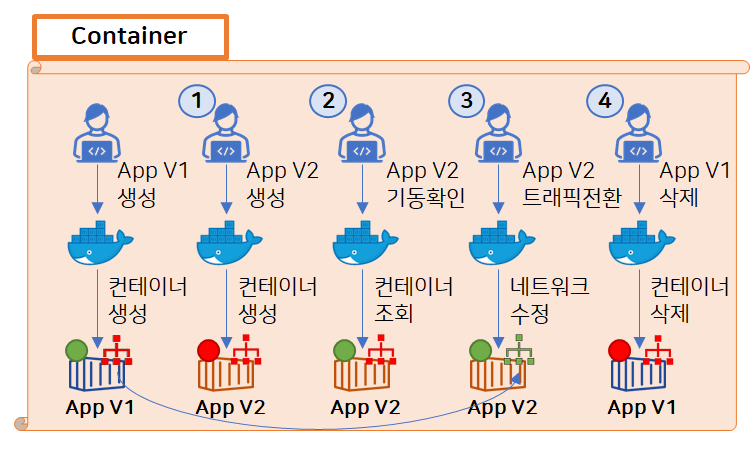 Container
1
2
3
4
App V1
생성
App V2
생성
App V2
기동확인
App V2
트래픽전환
App V1
삭제
컨테이너
생성
컨테이너
생성
컨테이너
조회
네트워크
수정
컨테이너
삭제
App V1
App V2
App V2
App V2
App V1